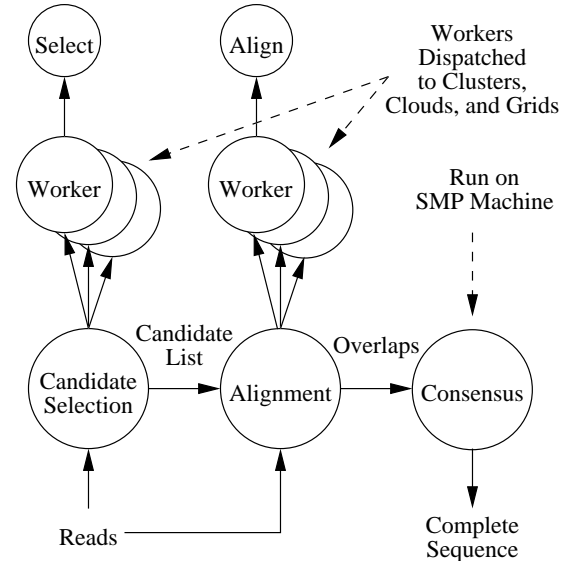 Select
Align
Workers
Dispatched
to Clusters,
Clouds, and Grids
Worker
Worker
Run on
SMP Machine
Candidate
List
Overlaps
Candidate
Selection
Alignment
Consensus
Reads
Complete
Sequence